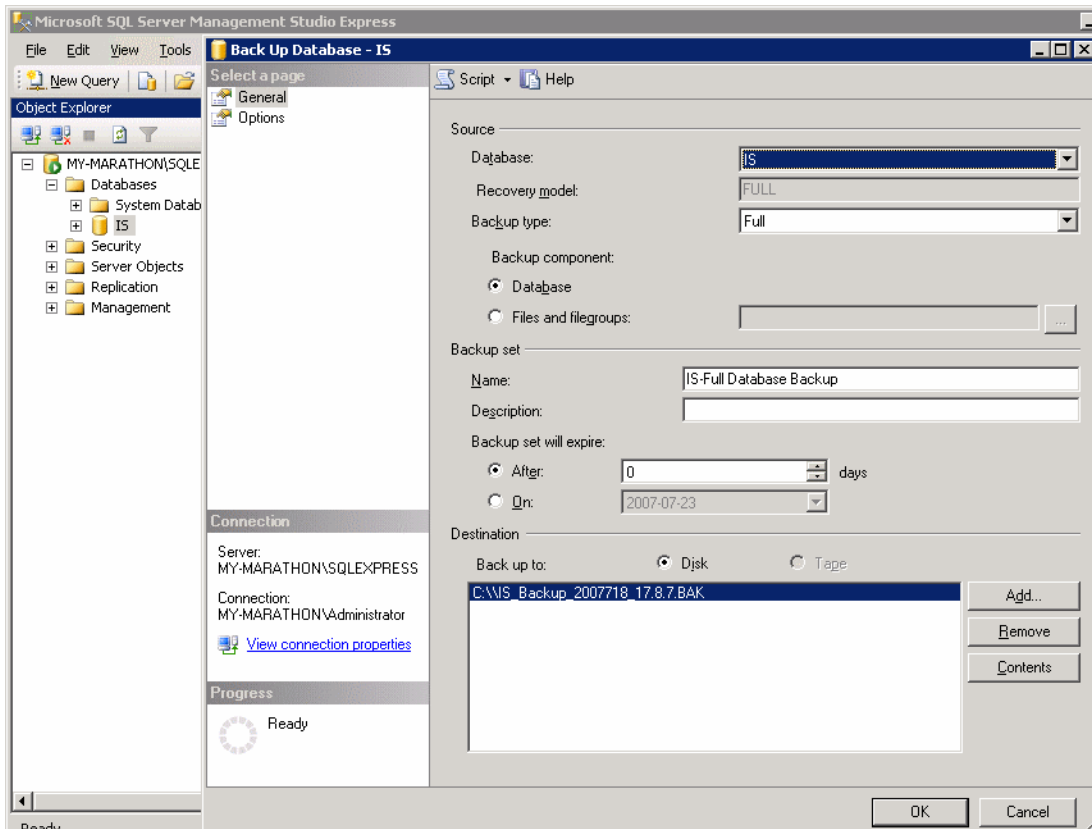 Microsoft SQL Server Management Studio Express
File Edit View Tools
New Query
Object Explorer
MY-MARATHON\SQLE
Databases
System Datab
IS
Security
Server Objects
Replication
Management
Ready
Back Up Database - IS
Select a page
General
Options
Connection
Server:
MY-MARATHON\SQLEXPRESS
Connection:
MY-MARATHON\Administrator
View connection properties
Progress
Ready
Script Help
Source
Database: IS
Recovery model: FULL
Backup type: Full
Backup component:
Database
Files and filegroups: ...
Backup set
Name: IS-Full Database Backup
Description:
Backup set will expire:
After: 0 days
On: 2007-07-23
Destination
Back up to: Disk Tape
C:\\IS_Backup_2007718_17.8.7.BAK
Add...
Remove
Contents
OK Cancel